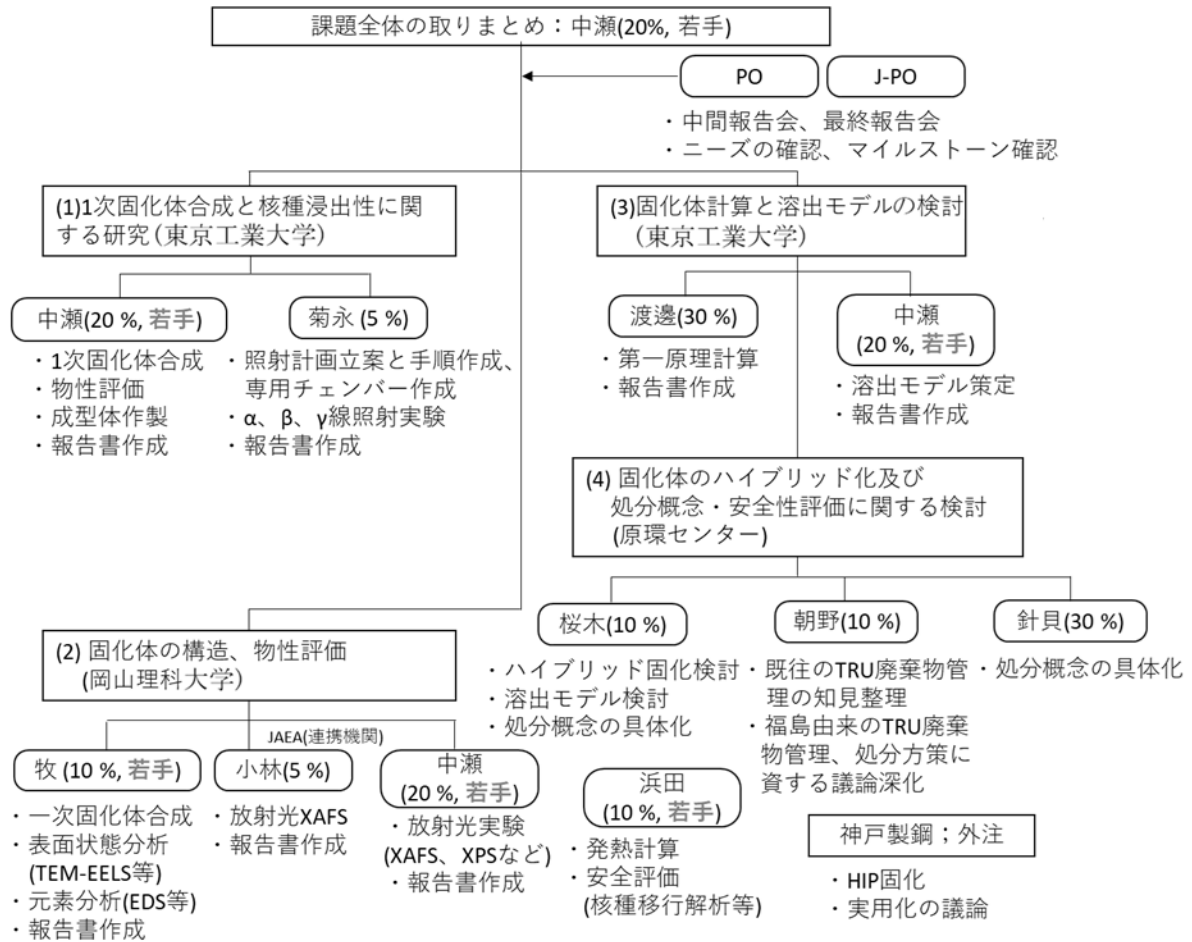 課題全体の取りまとめ：中瀬(20%, 若手)
PO
J-PO
・中間報告会、最終報告会
・ニーズの確認、マイルストーン確認
(1)1次固化体合成と核種浸出性に関
する研究(東京工業大学)
中瀬(20 %, 若手)
・1次固化体合成
・物性評価
・成型体作製
・報告書作成
菊永 (5 %)
・照射計画立案と手順作成、
専用チェンバー作成
・α、β、γ線照射実験
・報告書作成
(3)固化体計算と溶出モデルの検討
(東京工業大学)
渡邊(30 %)
・第一原理計算
・報告書作成
中瀬
(20 %, 若手)
・溶出モデル策定
・報告書作成
(4) 固化体のハイブリッド化及び
処分概念・安全性評価に関する検討
(原環センター)
桜木(10 %)
・ハイブリッド固化検討
・溶出モデル検討
・処分概念の具体化
朝野(10 %)
・既往のTRU廃棄物管
理の知見整理
・福島由来のTRU廃棄
物管理、処分方策に
資する議論深化
針貝(30 %)
・処分概念の具体化
浜田
(10 %, 若手)
・発熱計算
・安全評価
(核種移行解析等)
神戸製鋼；外注
・HIP固化
・実用化の議論
(2) 固化体の構造、物性評価
(岡山理科大学)
JAEA(連携機関)
牧 (10 %, 若手)
・一次固化体合成
・表面状態分析
(TEM-EELS等)
・元素分析(EDS等)
・報告書作成
小林(5 %)
・放射光XAFS
・報告書作成
中瀬
(20 %, 若手)
・放射光実験
(XAFS、XPSなど)
・報告書作成